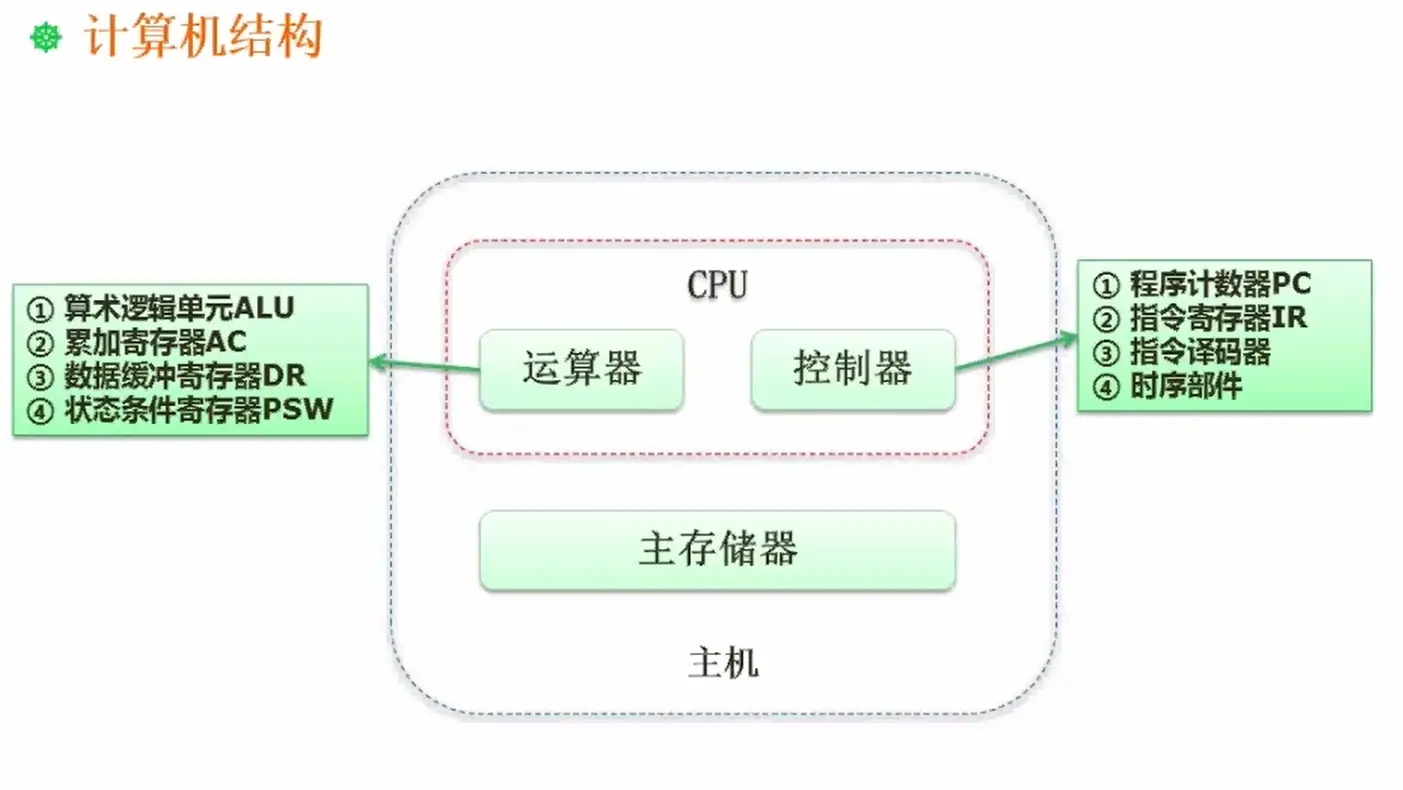 计算机结构
CPU
① 算术逻辑单元ALU
② 累加寄存器AC
③ 数据缓冲寄存器DR
④ 状态条件寄存器PSW
运算器
控制器
① 程序计数器PC
② 指令寄存器IR
③ 指令译码器
④ 时序部件
主存储器
主机